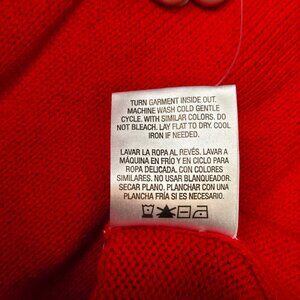 TURN GARMENT INSIDE OUT.
MACHINE WASH COLD GENTLE
CYCLE. WITH SIMILAR COLORS. DO
NOT BLEACH. LAY FLAT TO DRY. COOL
IRON IF NEEDED.
LAVAR LA ROPA AL REVÉS. LAVAR A
MÁQUINA EN FRÍO Y EN CICLO PARA
ROPA DELICADA. CON COLORES
SIMILARES. NO USAR BLANQUEADOR.
SECAR PLANO, PLANCHAR CON UNA
PLANCHA FRÍA SI ES NECESARIO.